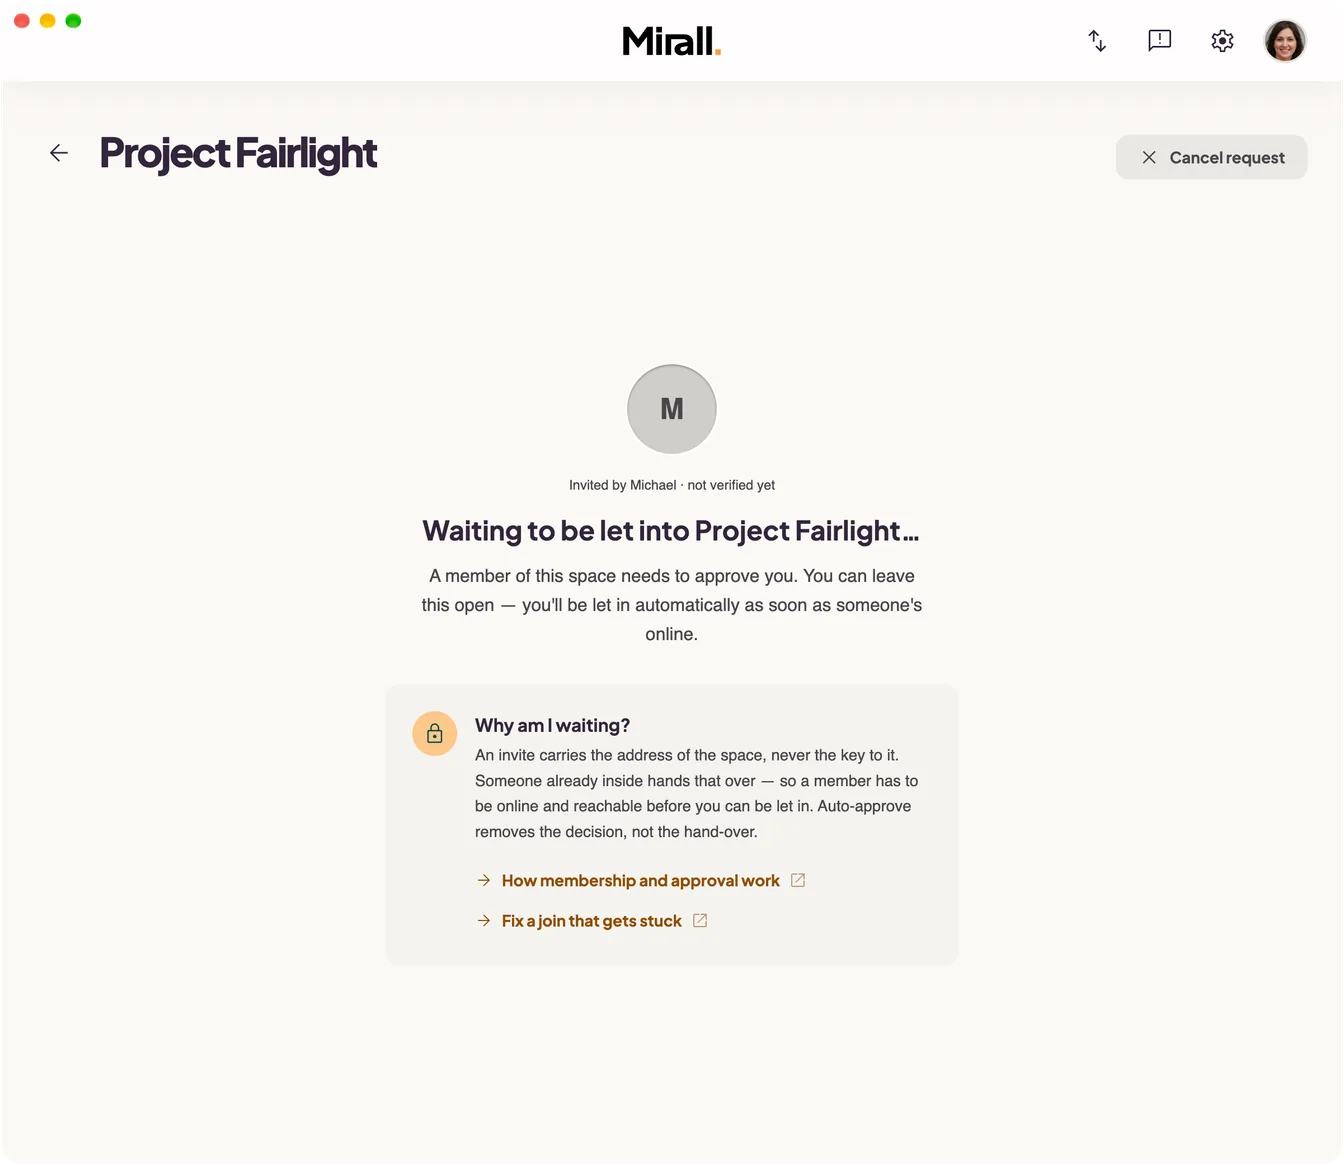 Mirall.
Project Fairlight
Cancel request
M
Invited by Michael · not verified yet
Waiting to be let into Project Fairlight...
A member of this space needs to approve you. You can leave
this open — you'll be let in automatically as soon as someone's
online.
Why am I waiting?
An invite carries the address of the space, never the key to it.
Someone already inside hands that over — so a member has to
be online and reachable before you can be let in. Auto-approve
removes the decision, not the hand-over.
How membership and approval work
Fix a join that gets stuck